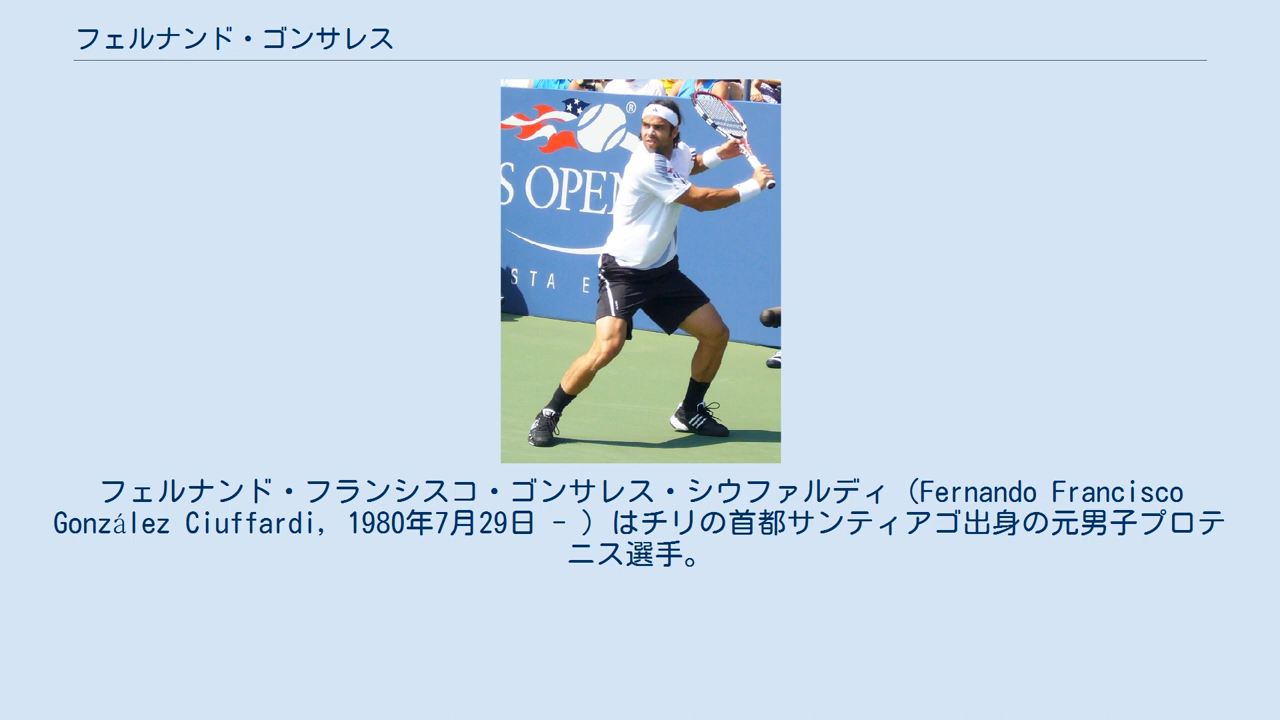 フェルナンド・ゴンサレス
®
S OPEN
STA E
フェルナンド・フランシスコ・ゴンサレス・シウファルディ（Fernando Francisco
González Ciuffardi, 1980年7月29日 - ）はチリの首都サンティアゴ出身の元男子プロテ
ニス選手。